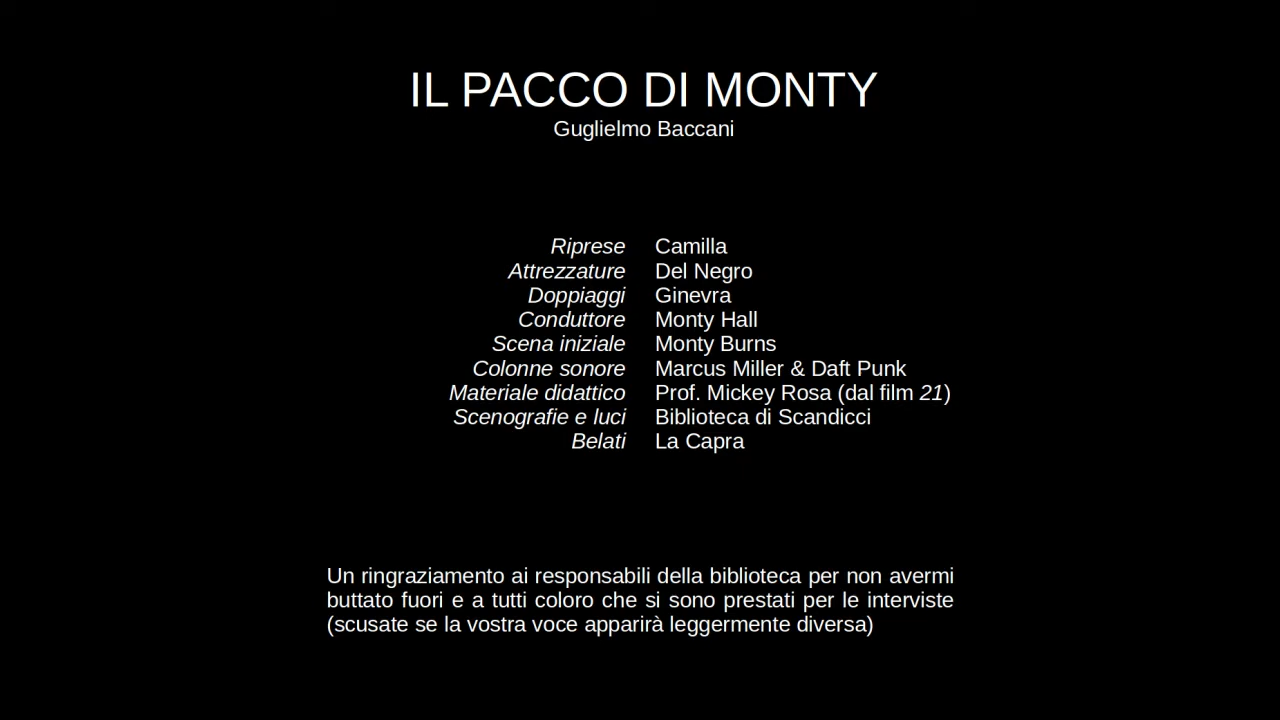 IL PACCO DI MONTY
Guglielmo Baccani
Riprese Camilla
Attrezzature Del Negro
Doppiaggi Ginevra
Conduttore Monty Hall
Scena iniziale Monty Burns
Colonne sonore Marcus Miller & Daft Punk
Materiale didattico Prof. Mickey Rosa (dal film 21)
Scenografie e luci Biblioteca di Scandicci
Belati La Capra
Un ringraziamento ai responsabili della biblioteca per non avermi
buttato fuori e a tutti coloro che si sono prestati per le interviste
(scusate se la vostra voce apparirà leggermente diversa)